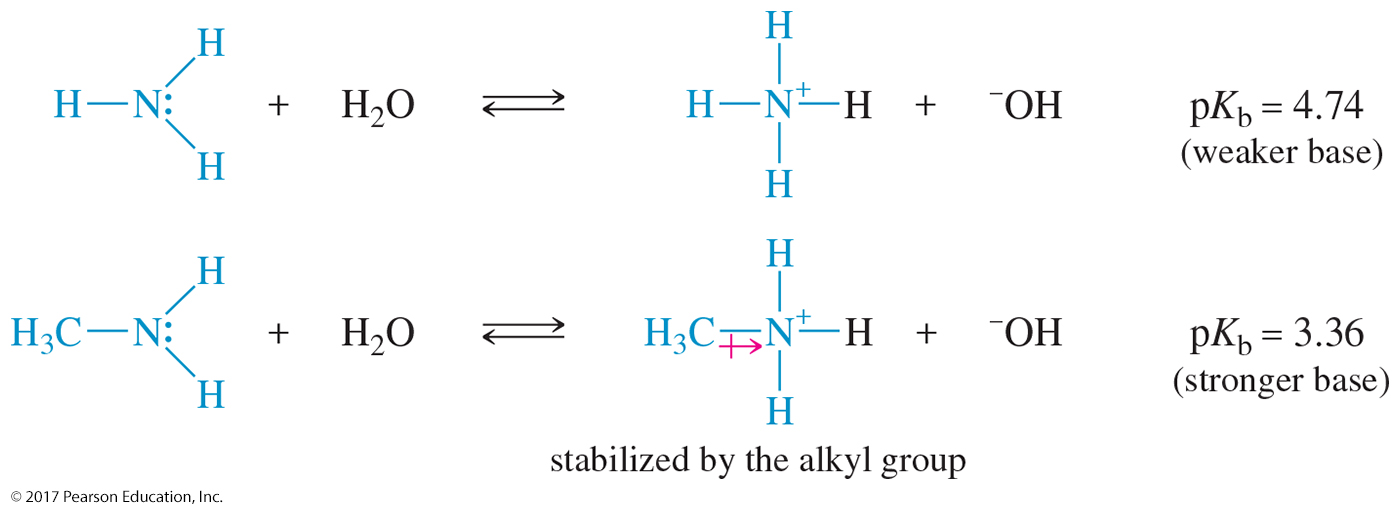 H
H—N: + H₂O ⇌ H—N⁺—H + ⁻OH pKb = 4.74
H H
H (weaker base)
H
H H
H₃C—N: + H₂O ⇌ H₃C—N⁺—H + ⁻OH pKb = 3.36
H H (stronger base)
stabilized by the alkyl group
© 2017 Pearson Education, Inc.